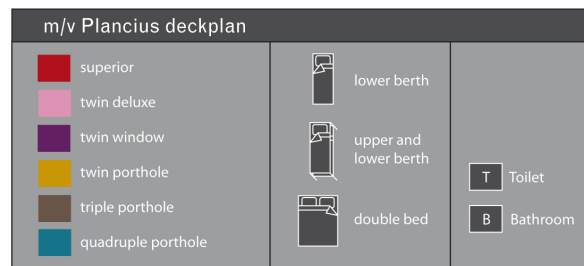 m/v Plancius deckplan
superior
twin deluxe
twin window
twin porthole
triple porthole
quadruple porthole
lower berth
upper and
lower berth
double bed
T Toilet
B Bathroom